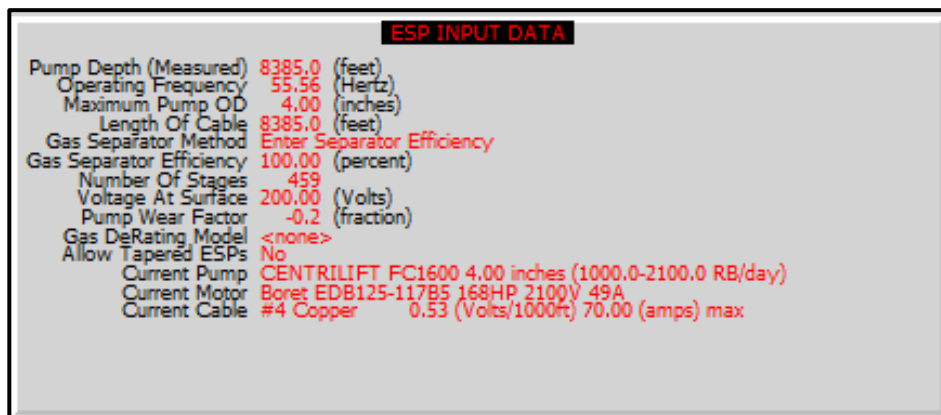 ESP INPUT DATA
Pump Depth (Measured) 8385.0 (feet)
Operating Frequency 55.56 (Hertz)
Maximum Pump OD 4.00 (inches)
Length Of Cable 8385.0 (feet)
Gas Separator Method Enter Separator Efficiency
Gas Separator Efficiency 100.00 (percent)
Number Of Stages 459
Voltage At Surface 200.00 (Volts)
Pump Wear Factor -0.2 (fraction)
Gas DeRating Model <none>
Allow Tapered ESPs No
Current Pump CENTRILIFT FC1600 4.00 inches (1000.0-2100.0 RB/day)
Current Motor Boret EDB125-117B5 168HP 2100V 49A
Current Cable #4 Copper 0.53 (Volts/1000ft) 70.00 (amps) max